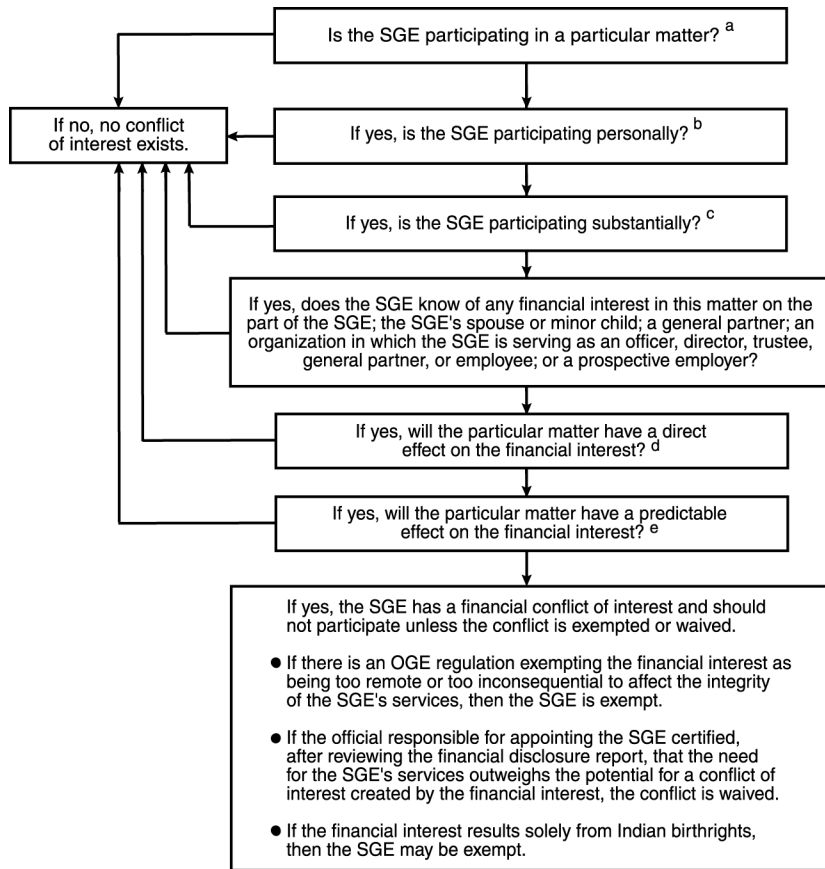 Is the SGE participating in a particular matter? a
If no, no conflict
of interest exists.
If yes, is the SGE participating personally? b
If yes, is the SGE participating substantially? c
If yes, does the SGE know of any financial interest in this matter on the
part of the SGE; the SGE's spouse or minor child; a general partner; an
organization in which the SGE is serving as an officer, director, trustee,
general partner, or employee; or a prospective employer?
If yes, will the particular matter have a direct
effect on the financial interest? d
If yes, will the particular matter have a predictable
effect on the financial interest? e
If yes, the SGE has a financial conflict of interest and should
not participate unless the conflict is exempted or waived.
● If there is an OGE regulation exempting the financial interest as
being too remote or too inconsequential to affect the integrity
of the SGE's services, then the SGE is exempt.
● If the official responsible for appointing the SGE certified,
after reviewing the financial disclosure report, that the need
for the SGE's services outweighs the potential for a conflict of
interest created by the financial interest, the conflict is waived.
● If the financial interest results solely from Indian birthrights,
then the SGE may be exempt.